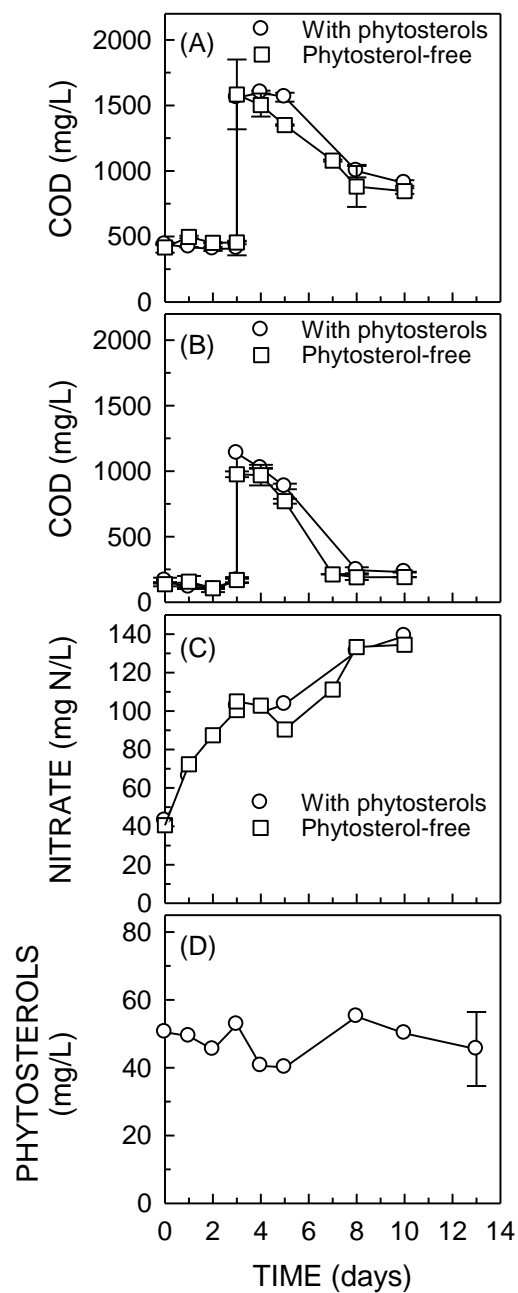 2000
(A)
With phytosterols
Phytosterol-free
1500
1000
500
0
COD (mg/L)
2000
(B)
With phytosterols
Phytosterol-free
1500
1000
500
0
COD (mg/L)
140
(C)
120
100
80
60
With phytosterols
40
Phytosterol-free
20
0
NITRATE (mg N/L)
80
(D)
60
40
20
0
PHYTOSTEROLS
(mg/L)
0 2 4 6 8 10 12 14
TIME (days)